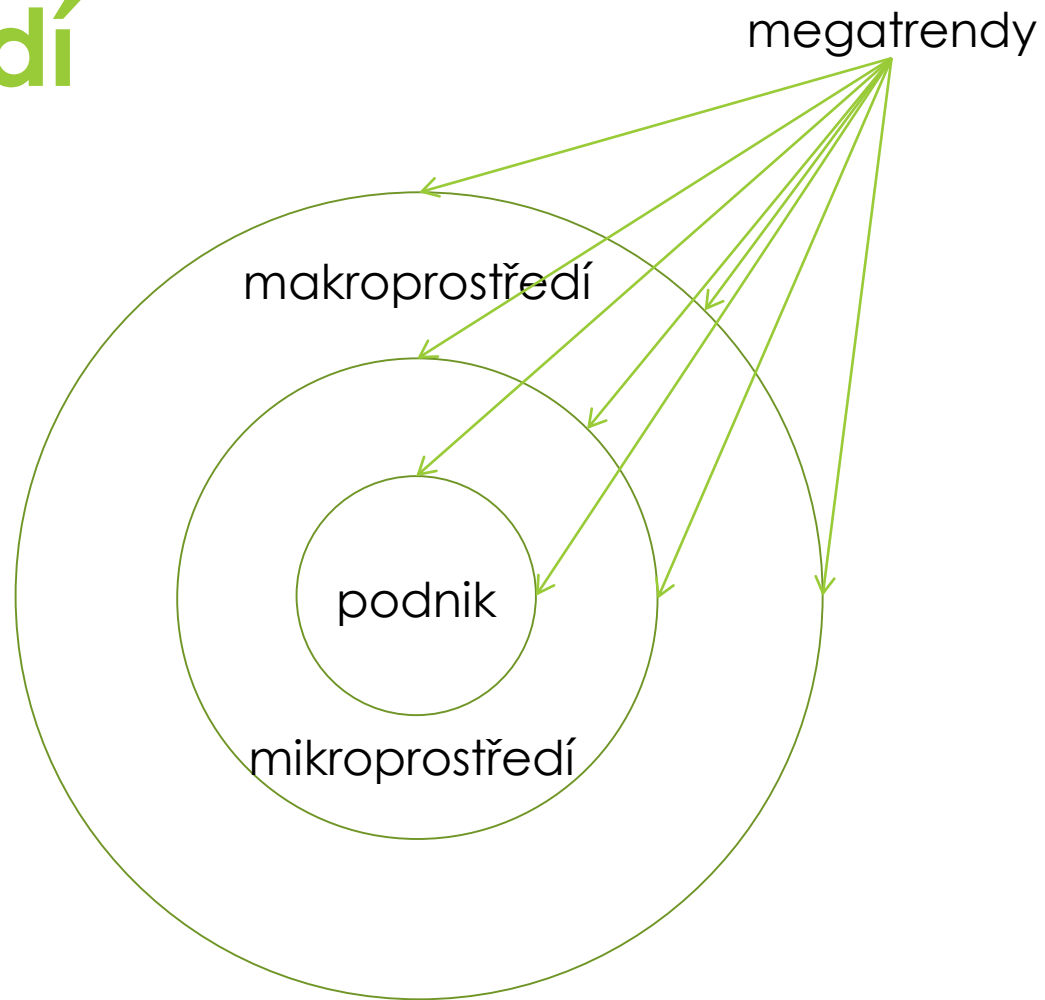 dí
megatrendy
makroprostředí
podnik
mikroprostředí